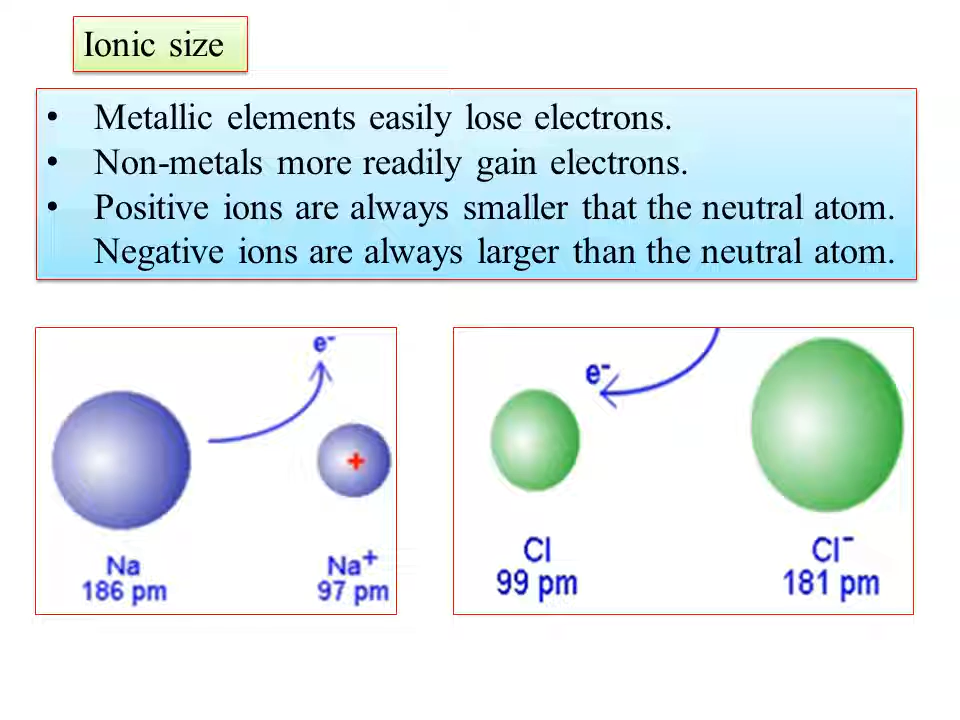 Ionic size
• Metallic elements easily lose electrons.
• Non-metals more readily gain electrons.
• Positive ions are always smaller that the neutral atom.
Negative ions are always larger than the neutral atom.
e⁻
+
Na
186 pm
Na⁺
97 pm
e⁻
Cl
99 pm
Cl⁻
181 pm